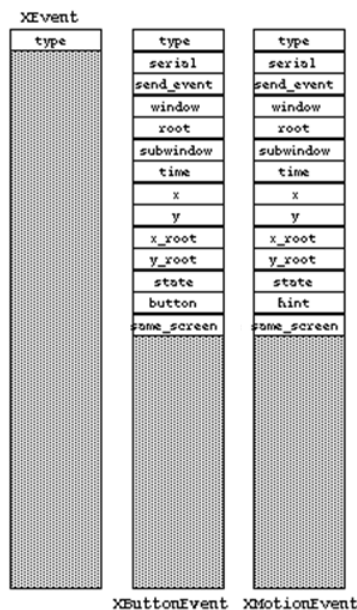 XEvent
type type type
serial serial
send_event send_event
window window
root root
subwindow subwindow
time time
x x
y y
x_root x_root
y_root y_root
state state
button hint
same_screen same_screen
XButtonEvent XMotionEvent